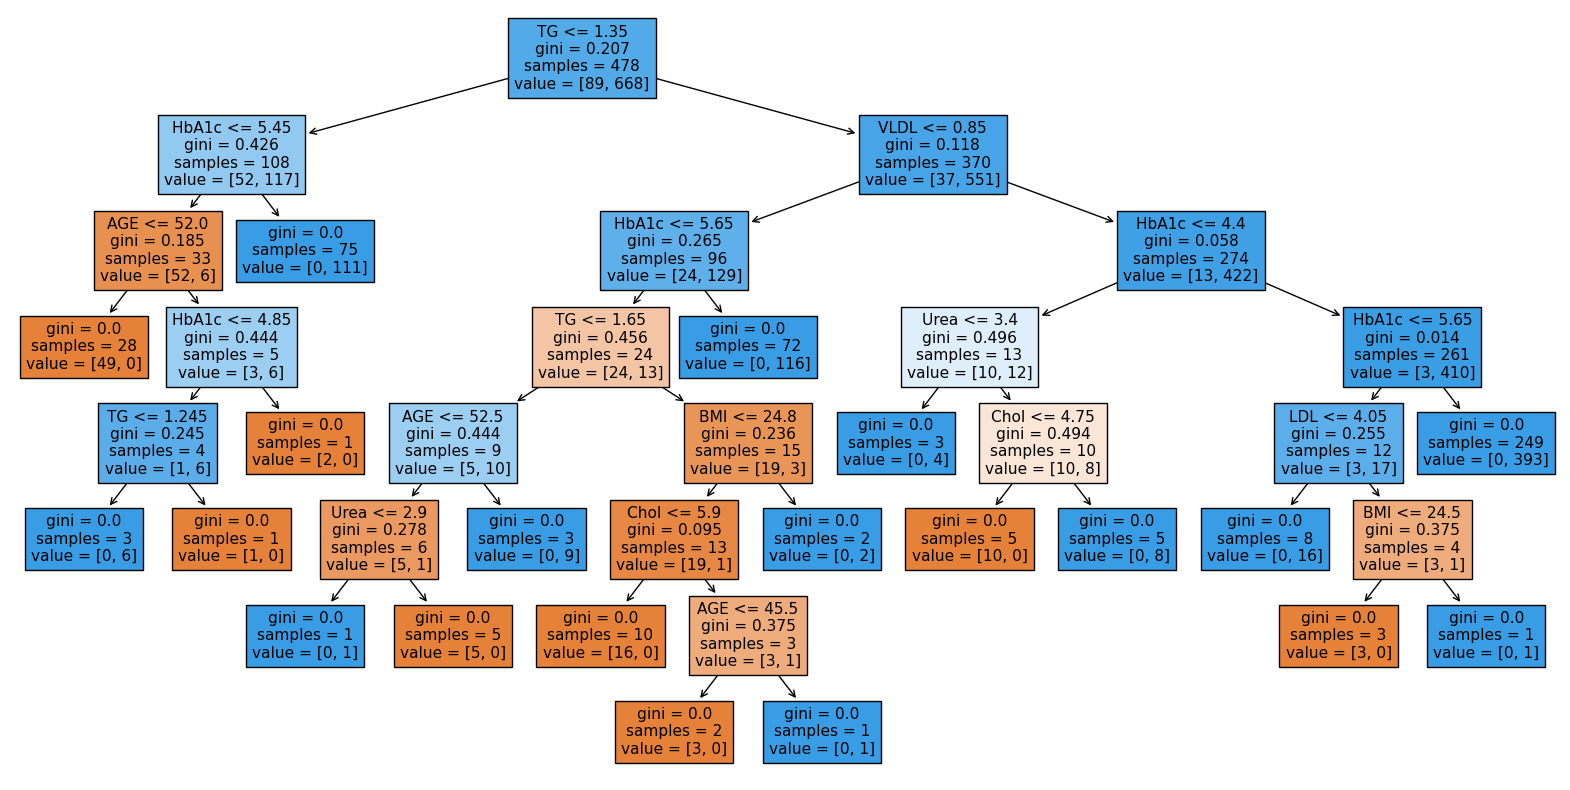 TG <= 1.35
gini = 0.207
samples = 478
value = [89, 668]
HbA1c <= 5.45
gini = 0.426
samples = 108
value = [52, 117]
VLDL <= 0.85
gini = 0.118
samples = 370
value = [37, 551]
AGE <= 52.0
gini = 0.185
samples = 33
value = [52, 6]
gini = 0.0
samples = 75
value = [0, 111]
HbA1c <= 5.65
gini = 0.265
samples = 96
value = [24, 129]
HbA1c <= 4.4
gini = 0.058
samples = 274
value = [13, 422]
gini = 0.0
samples = 28
value = [49, 0]
HbA1c <= 4.85
gini = 0.444
samples = 5
value = [3, 6]
TG <= 1.65
gini = 0.456
samples = 24
value = [24, 13]
gini = 0.0
samples = 72
value = [0, 116]
Urea <= 3.4
gini = 0.496
samples = 13
value = [10, 12]
HbA1c <= 5.65
gini = 0.014
samples = 261
value = [3, 410]
TG <= 1.245
gini = 0.245
samples = 4
value = [1, 6]
gini = 0.0
samples = 1
value = [2, 0]
AGE <= 52.5
gini = 0.444
samples = 9
value = [5, 10]
BMI <= 24.8
gini = 0.236
samples = 15
value = [19, 3]
gini = 0.0
samples = 3
value = [0, 4]
Chol <= 4.75
gini = 0.494
samples = 10
value = [10, 8]
LDL <= 4.05
gini = 0.255
samples = 12
value = [3, 17]
gini = 0.0
samples = 249
value = [0, 393]
gini = 0.0
samples = 3
value = [0, 6]
gini = 0.0
samples = 1
value = [1, 0]
Urea <= 2.9
gini = 0.278
samples = 6
value = [5, 1]
gini = 0.0
samples = 3
value = [0, 9]
Chol <= 5.9
gini = 0.095
samples = 13
value = [19, 1]
gini = 0.0
samples = 2
value = [0, 2]
gini = 0.0
samples = 5
value = [10, 0]
gini = 0.0
samples = 5
value = [0, 8]
gini = 0.0
samples = 8
value = [0, 16]
BMI <= 24.5
gini = 0.375
samples = 4
value = [3, 1]
gini = 0.0
samples = 1
value = [0, 1]
gini = 0.0
samples = 5
value = [5, 0]
gini = 0.0
samples = 10
value = [16, 0]
AGE <= 45.5
gini = 0.375
samples = 3
value = [3, 1]
gini = 0.0
samples = 3
value = [3, 0]
gini = 0.0
samples = 1
value = [0, 1]
gini = 0.0
samples = 2
value = [3, 0]
gini = 0.0
samples = 1
value = [0, 1]